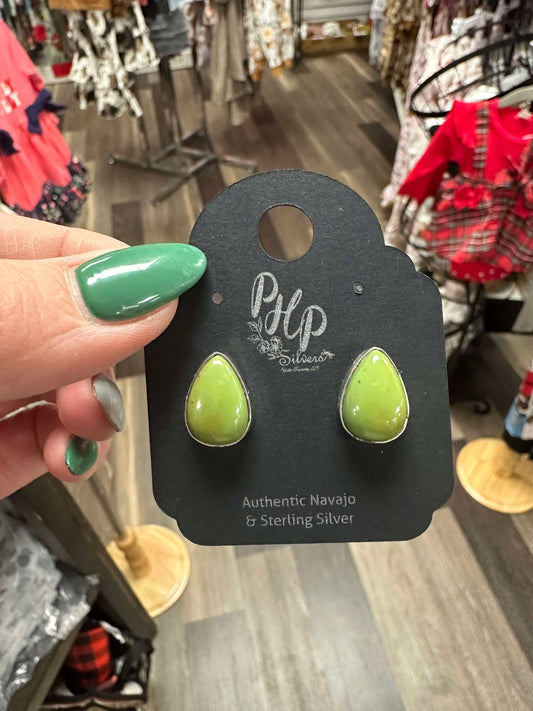 PHP
Silvers
Authentic Navajo
& Sterling Silver